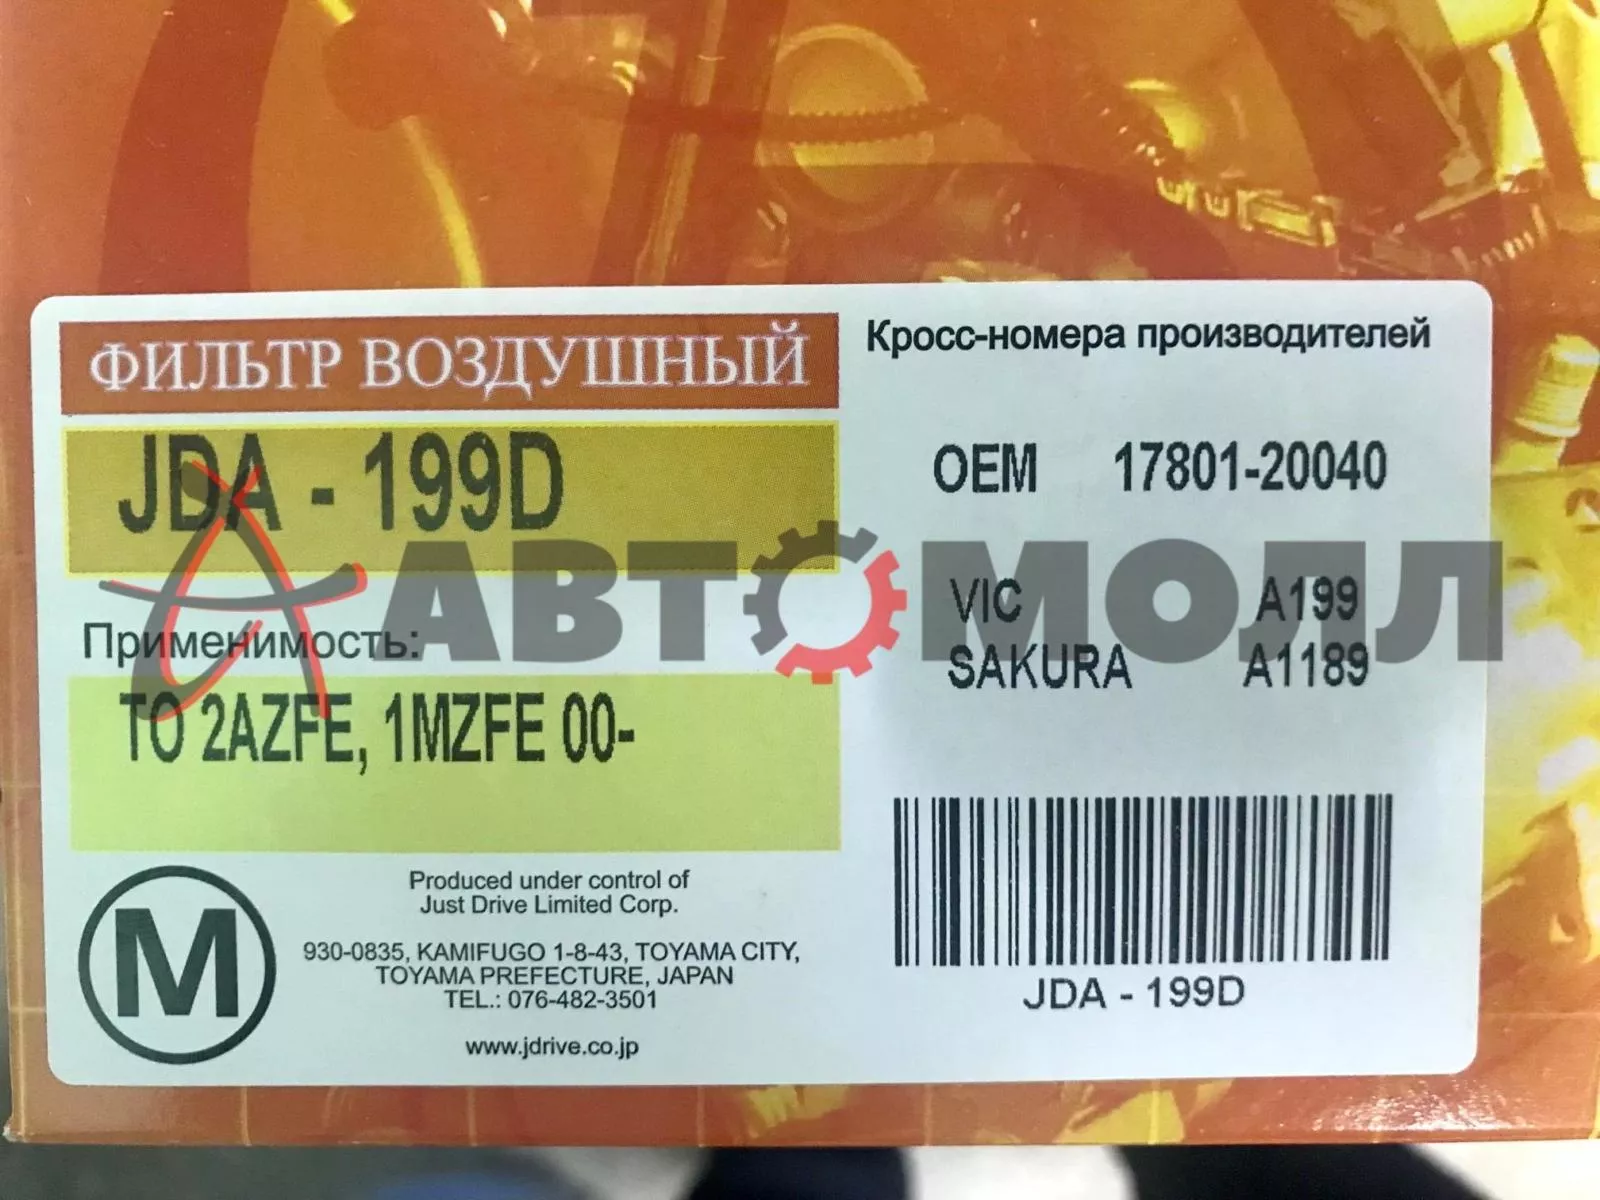 ФИЛЬТР ВОЗДУШНЫЙ
JDA - 199D
Применимость:
TO 2AZFE, 1MZFE 00-
M
Produced under control of
Just Drive Limited Corp.
930-0835, KAMIFUGO 1-8-43, TOYAMA CITY,
TOYAMA PREFECTURE, JAPAN
TEL.: 076-482-3501
www.jdrive.co.jp
Кросс-номера производителей
OEM 17801-20040
VIC A199
SAKURA A1189
JDA - 199D
АВТОМОЛЛ